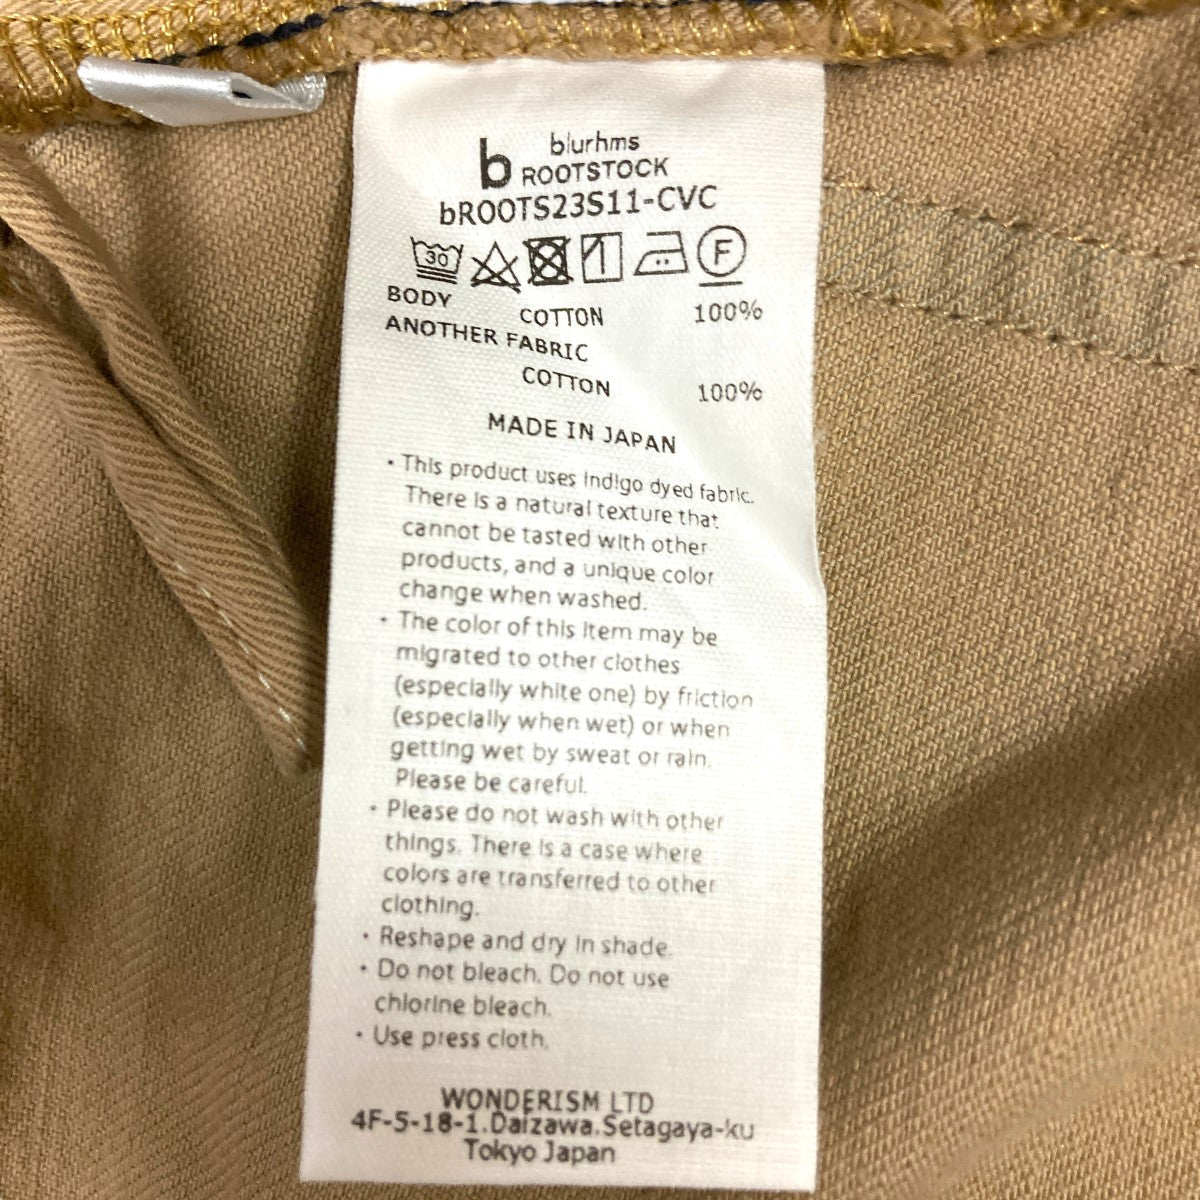 b blurhms
ROOTSTOCK
bROOTS23S11-CVC
30 F
BODY
COTTON 100%
ANOTHER FABRIC
COTTON 100%
MADE IN JAPAN
・This product uses indigo dyed fabric.
There is a natural texture that
cannot be tasted with other
products, and a unique color
change when washed.
・The color of this item may be
migrated to other clothes
(especially white one) by friction
(especially when wet) or when
getting wet by sweat or rain.
Please be careful.
・Please do not wash with other
things. There is a case where
colors are transferred to other
clothing.
・Reshape and dry in shade.
・Do not bleach. Do not use
chlorine bleach.
・Use press cloth.
WONDERISM LTD
4F-5-18-1.Daizawa.Setagaya-ku
Tokyo Japan